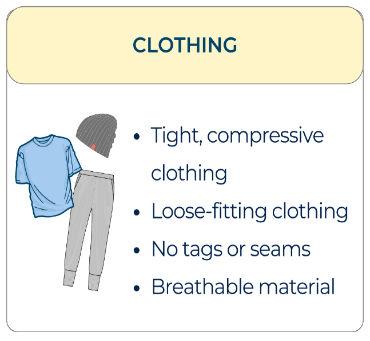 CLOTHING
• Tight, compressive
clothing
• Loose-fitting clothing
• No tags or seams
• Breathable material